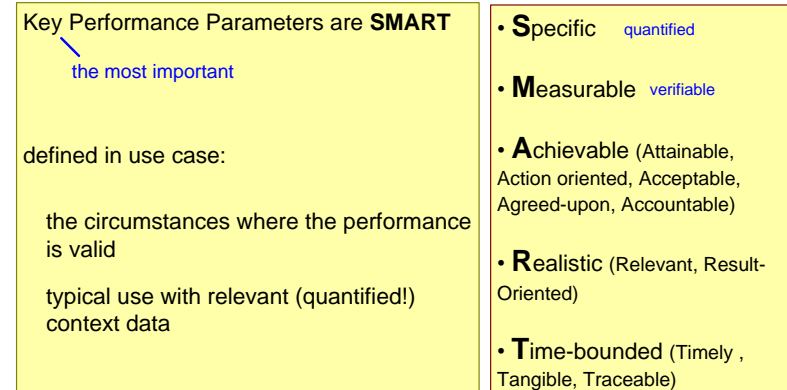 Key Performance Parameters are SMART
the most important
defined in use case:
the circumstances where the performance
is valid
typical use with relevant (quantified!)
context data
• Specific quantified
• Measurable verifiable
• Achievable (Attainable,
Action oriented, Acceptable,
Agreed-upon, Accountable)
• Realistic (Relevant, Result-
Oriented)
• Time-bounded (Timely ,
Tangible, Traceable)